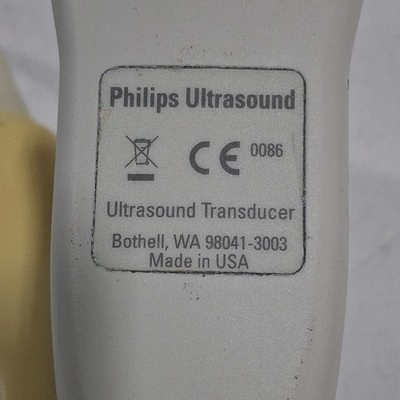 Philips Ultrasound
CE 0086
Ultrasound Transducer
Bothell, WA 98041-3003
Made in USA